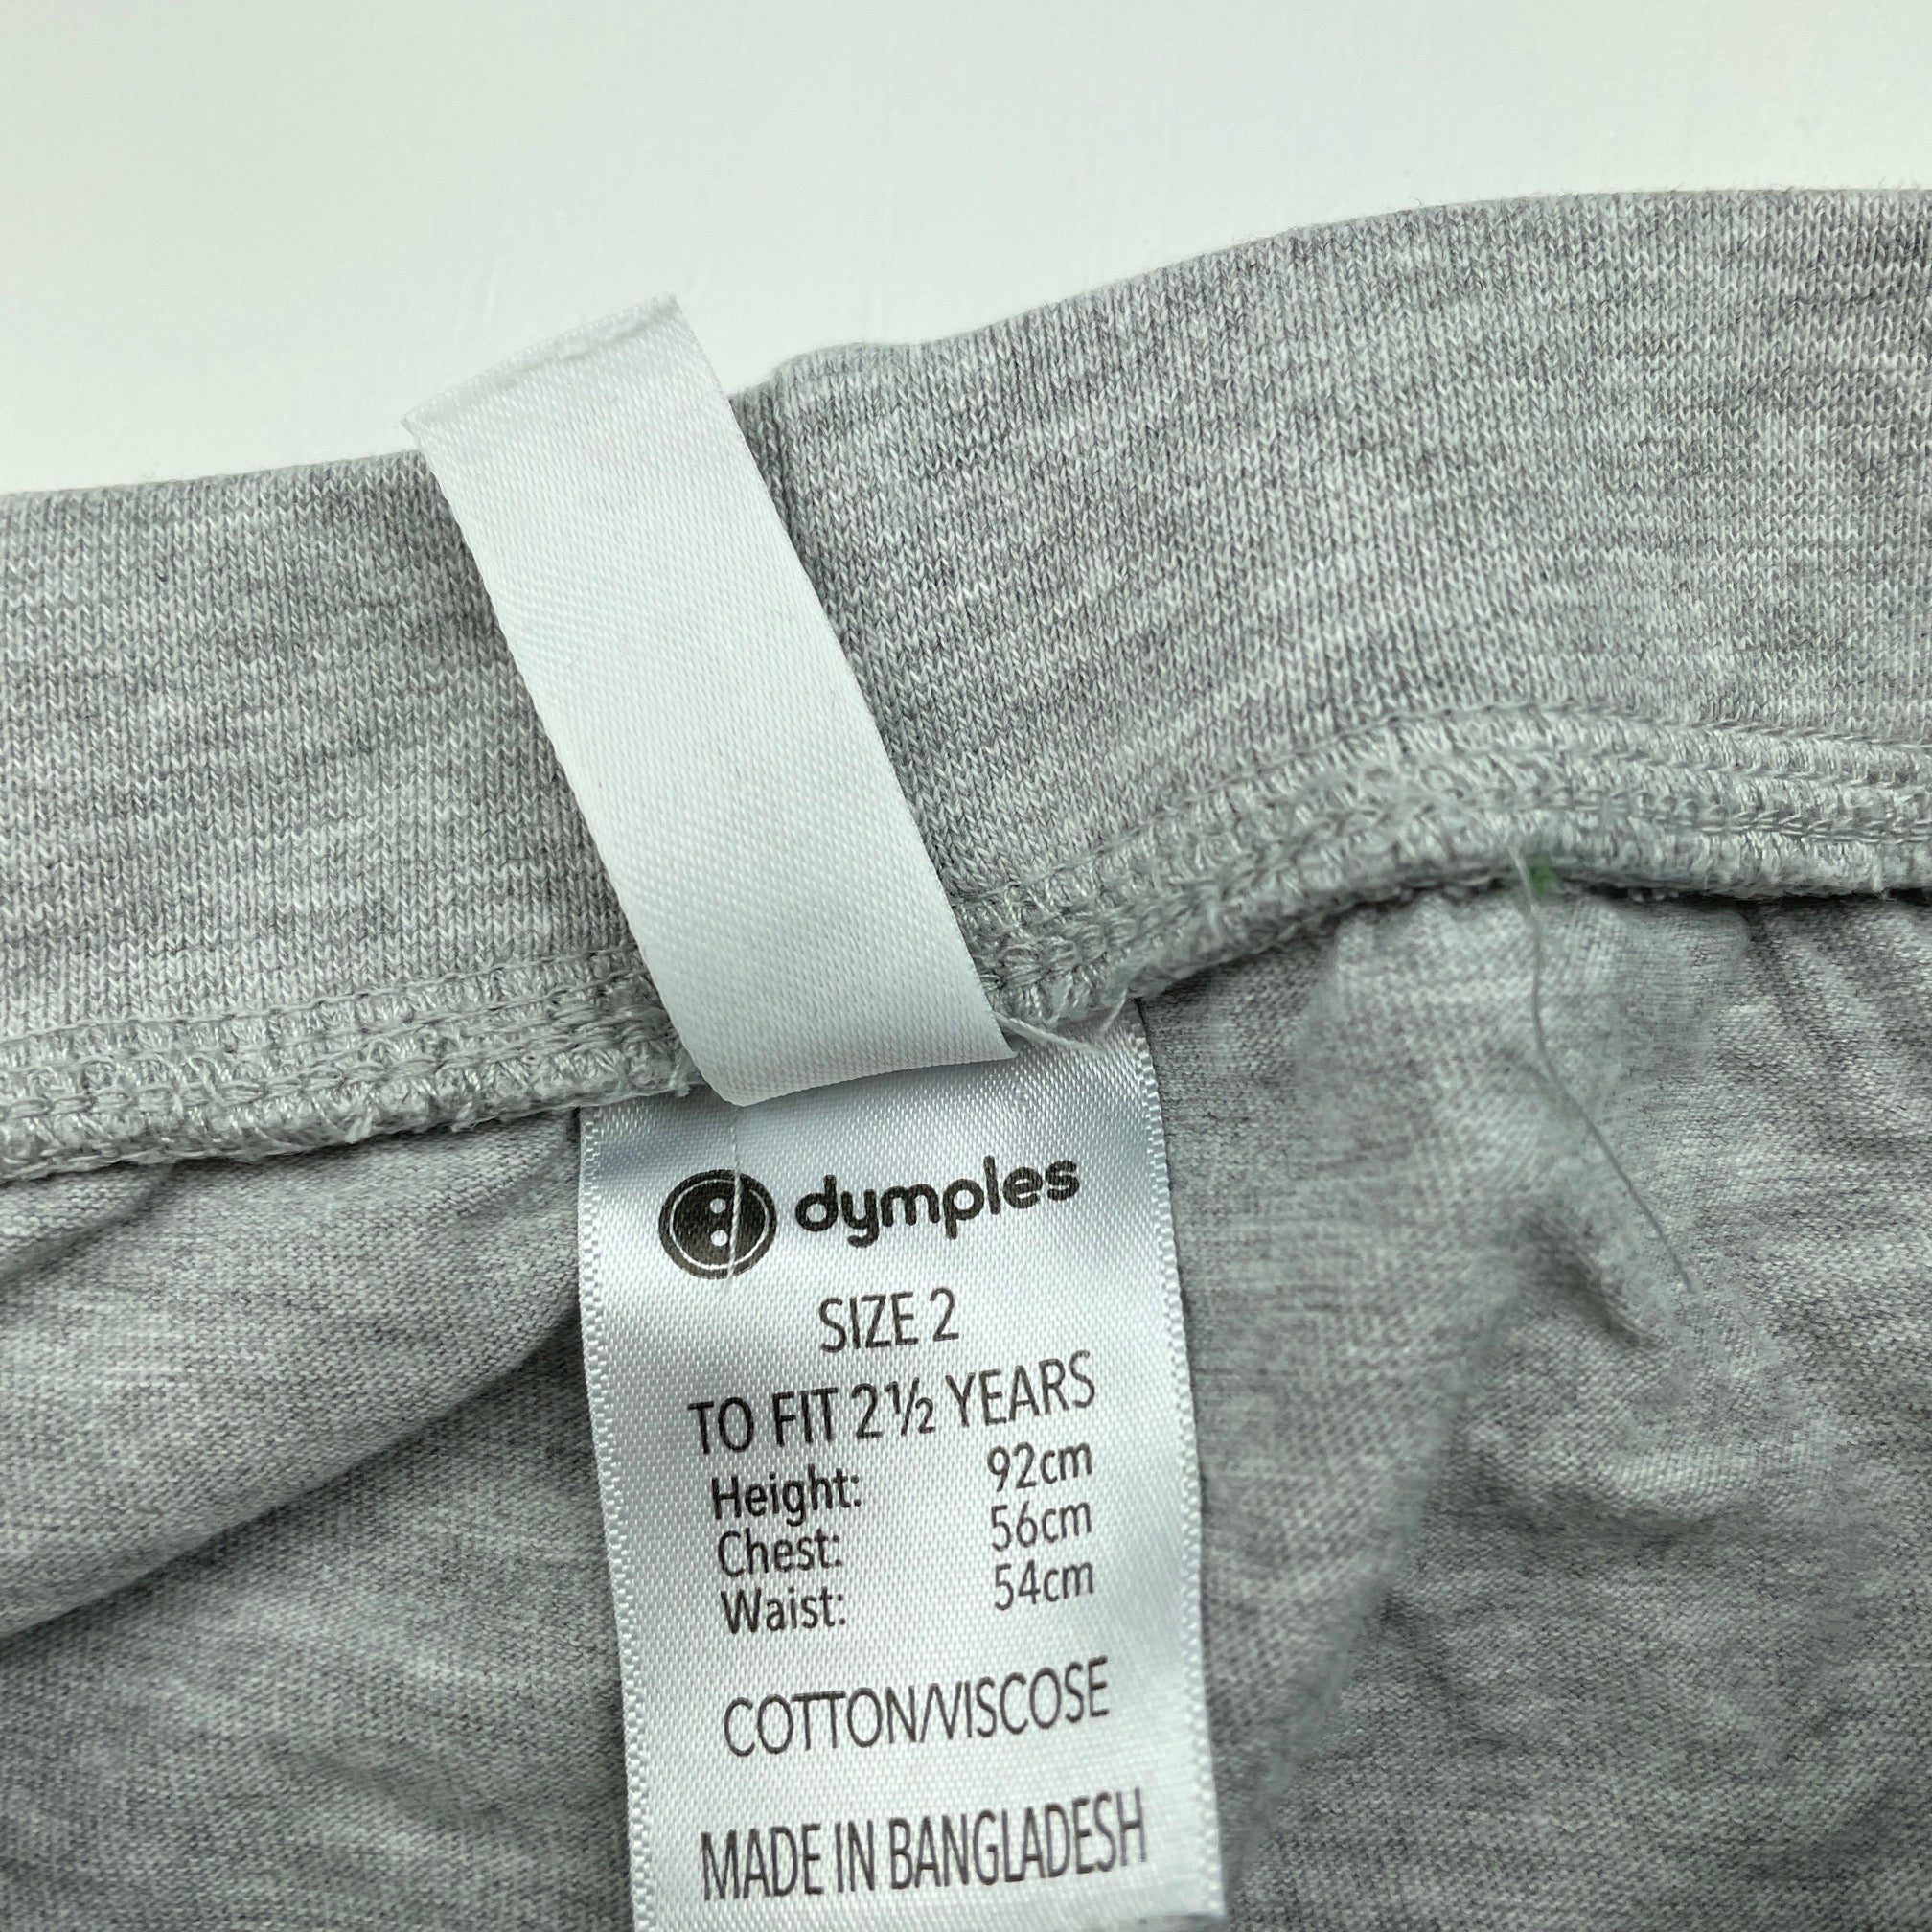 dymples
SIZE 2
TO FIT 2½ YEARS
Height: 92cm
Chest: 56cm
Waist: 54cm
COTTON/VISCOSE
MADE IN BANGLADESH